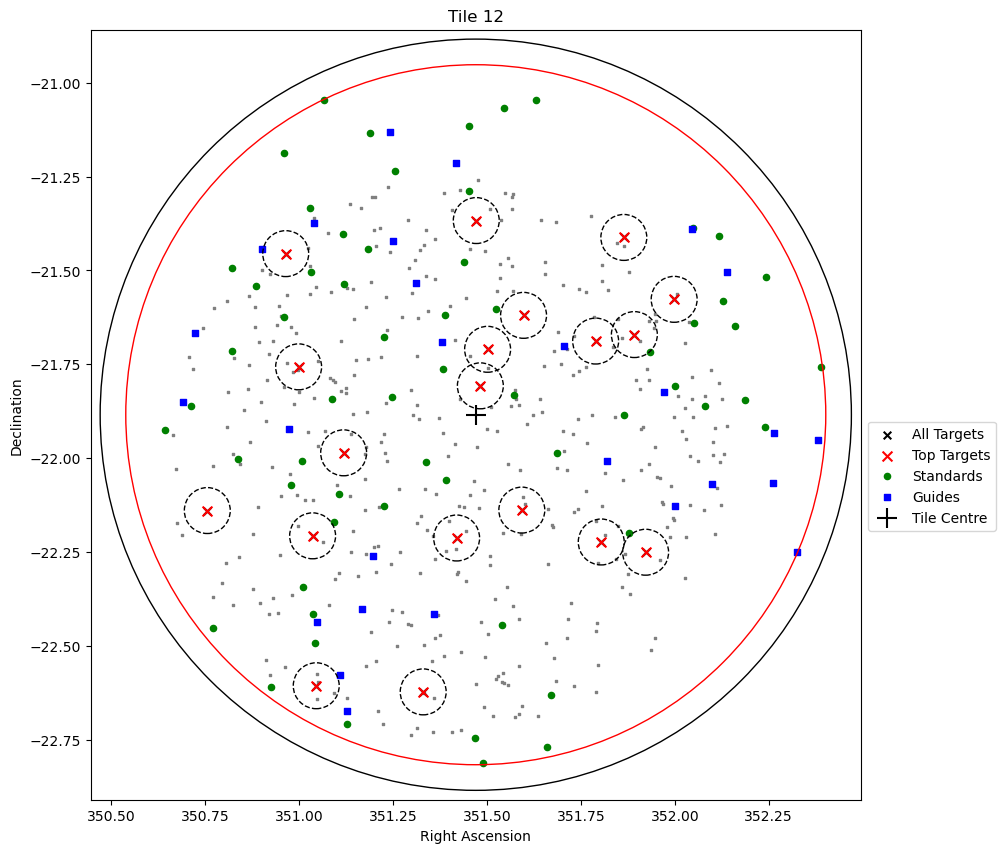 Tile 12
−21.00
−21.25
−21.50
−21.75
−22.00
−22.25
−22.50
−22.75
Declination
350.50 350.75 351.00 351.25 351.50 351.75 352.00 352.25
Right Ascension
All Targets
Top Targets
Standards
Guides
Tile Centre